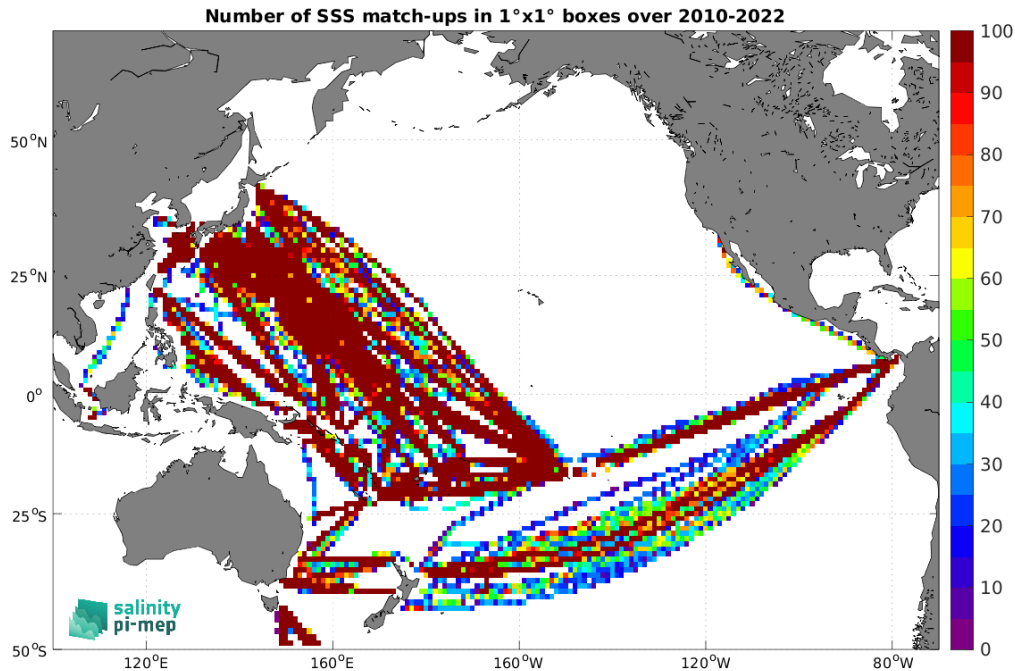 Number of SSS match-ups in 1°x1° boxes over 2010-2022
50°N
25°N
0°
25°S
50°S
120°E
160°E
160°W
120°W
80°W
100
90
80
70
60
50
40
30
20
10
0
salinity
pi-mep